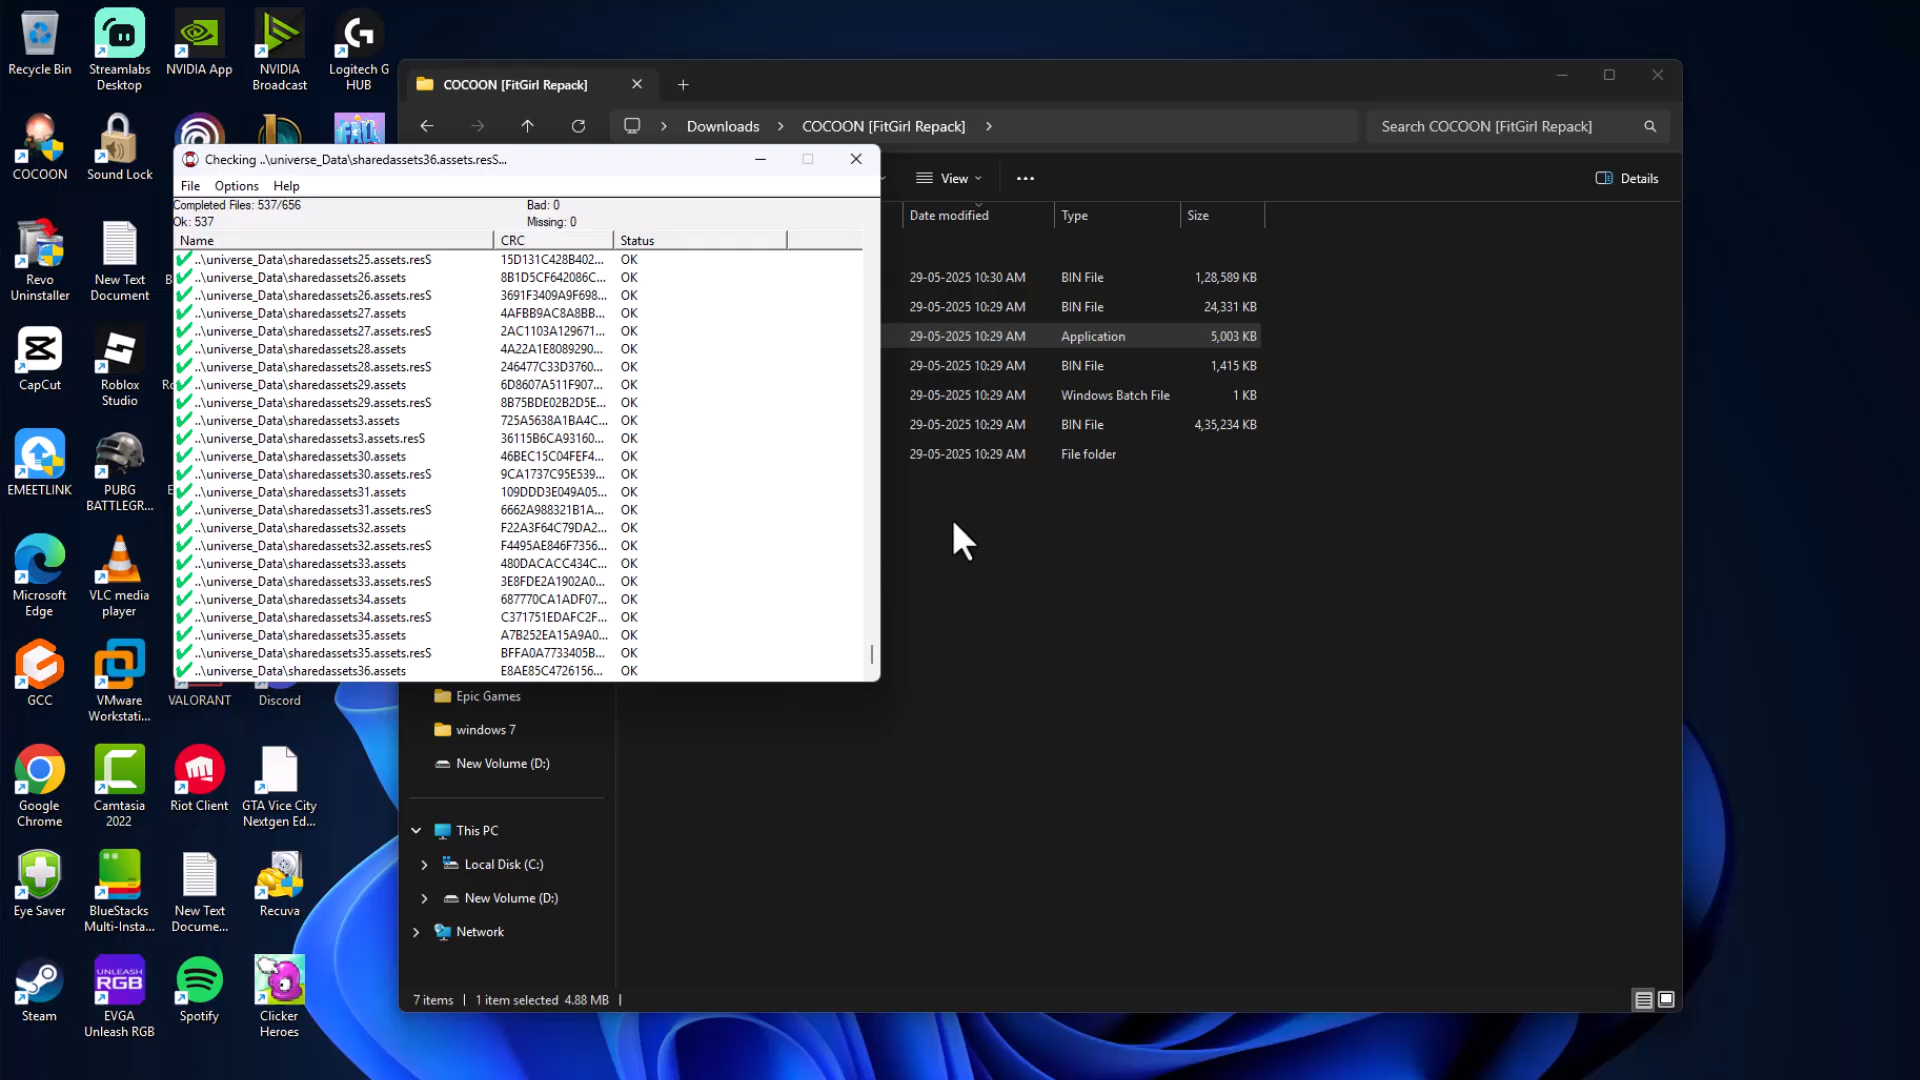 Recycle Bin
Streamlabs
Desktop
NVIDIA App
NVIDIA
Broadcast
Logitech G
HUB
COCOON
Sound Lock
FALL
Revo
Uninstaller
New Text
Document
CapCut
Roblox
Studio
EMEETLINK
PUBG
BATTLEGR...
Microsoft
Edge
VLC media
player
GCC
VMware
Workstati...
VALORANT
Discord
Google
Chrome
Camtasia
2022
Riot Client
GTA Vice City
Nextgen Ed...
Eye Saver
BlueStacks
Multi-Insta...
New Text
Docume...
Recuva
Steam
UNLEASH
RGB
EVGA
Unleash RGB
Spotify
Clicker
Heroes
COCOON [FitGirl Repack]
Downloads
COCOON [FitGirl Repack]
Search COCOON [FitGirl Repack]
View
Details
Date modified Type Size
29-05-2025 10:30 AM BIN File 1,28,589 KB
29-05-2025 10:29 AM BIN File 24,331 KB
29-05-2025 10:29 AM Application 5,003 KB
29-05-2025 10:29 AM BIN File 1,415 KB
29-05-2025 10:29 AM Windows Batch File 1 KB
29-05-2025 10:29 AM BIN File 4,35,234 KB
29-05-2025 10:29 AM File folder
Checking ..\universe_Data\sharedassets36.assets.resS...
File Options Help
Completed Files: 537/656 Bad: 0
Ok: 537 Missing: 0
Name CRC Status
..\universe_Data\sharedassets25.assets.resS 15D131C428B402... OK
..\universe_Data\sharedassets26.assets 8B1D5CF642086C... OK
..\universe_Data\sharedassets26.assets.resS 3691F3409A9F698... OK
..\universe_Data\sharedassets27.assets 4AFBB9AC8A8BB... OK
..\universe_Data\sharedassets27.assets.resS 2AC1103A129671... OK
..\universe_Data\sharedassets28.assets 4A22A1E8089290... OK
..\universe_Data\sharedassets28.assets.resS 246477C33D3760... OK
..\universe_Data\sharedassets29.assets 6D8607A511F907... OK
..\universe_Data\sharedassets29.assets.resS 8B75BDE02B2D5E... OK
..\universe_Data\sharedassets3.assets 725A5638A1BA4C... OK
..\universe_Data\sharedassets3.assets.resS 36115B6CA93160... OK
..\universe_Data\sharedassets30.assets 46BEC15C04FEF4... OK
..\universe_Data\sharedassets30.assets.resS 9CA1737C95E539... OK
..\universe_Data\sharedassets31.assets 109DDD3E049A05... OK
..\universe_Data\sharedassets31.assets.resS 6662A988321B1A... OK
..\universe_Data\sharedassets32.assets F22A3F64C79DA2... OK
..\universe_Data\sharedassets32.assets.resS F4495AE846F7356... OK
..\universe_Data\sharedassets33.assets 480DACACC434C... OK
..\universe_Data\sharedassets33.assets.resS 3E8FDE2A1902A0... OK
..\universe_Data\sharedassets34.assets 687770CA1ADF07... OK
..\universe_Data\sharedassets34.assets.resS C371751EDAFC2F... OK
..\universe_Data\sharedassets35.assets A7B252EA15A9A0... OK
..\universe_Data\sharedassets35.assets.resS BFFA0A7733405B... OK
..\universe_Data\sharedassets36.assets E8AE85C4726156... OK
Epic Games
windows 7
New Volume (D:)
This PC
Local Disk (C:)
New Volume (D:)
Network
7 items 1 item selected 4.88 MB